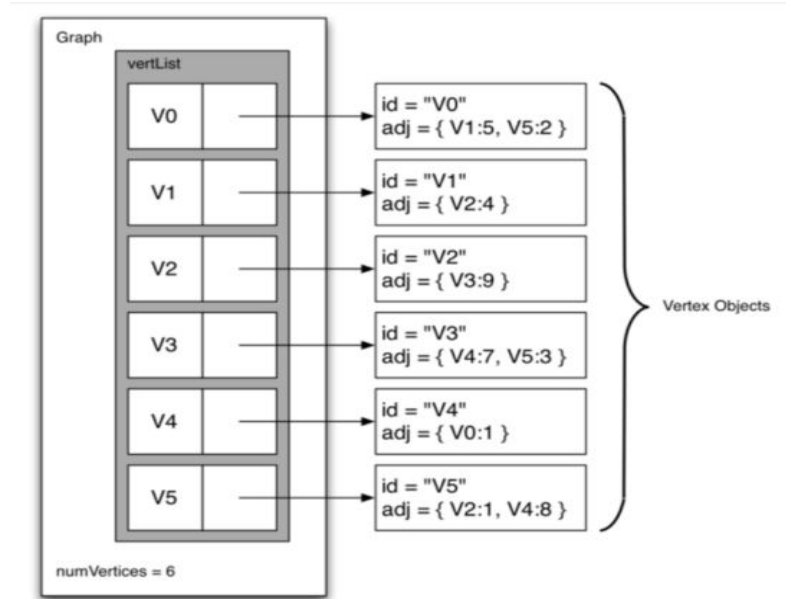 Graph
vertList
V0
id = "V0"
adj = { V1:5, V5:2 }
V1
id = "V1"
adj = { V2:4 }
V2
id = "V2"
adj = { V3:9 }
V3
id = "V3"
adj = { V4:7, V5:3 }
V4
id = "V4"
adj = { V0:1 }
V5
id = "V5"
adj = { V2:1, V4:8 }
Vertex Objects
numVertices = 6